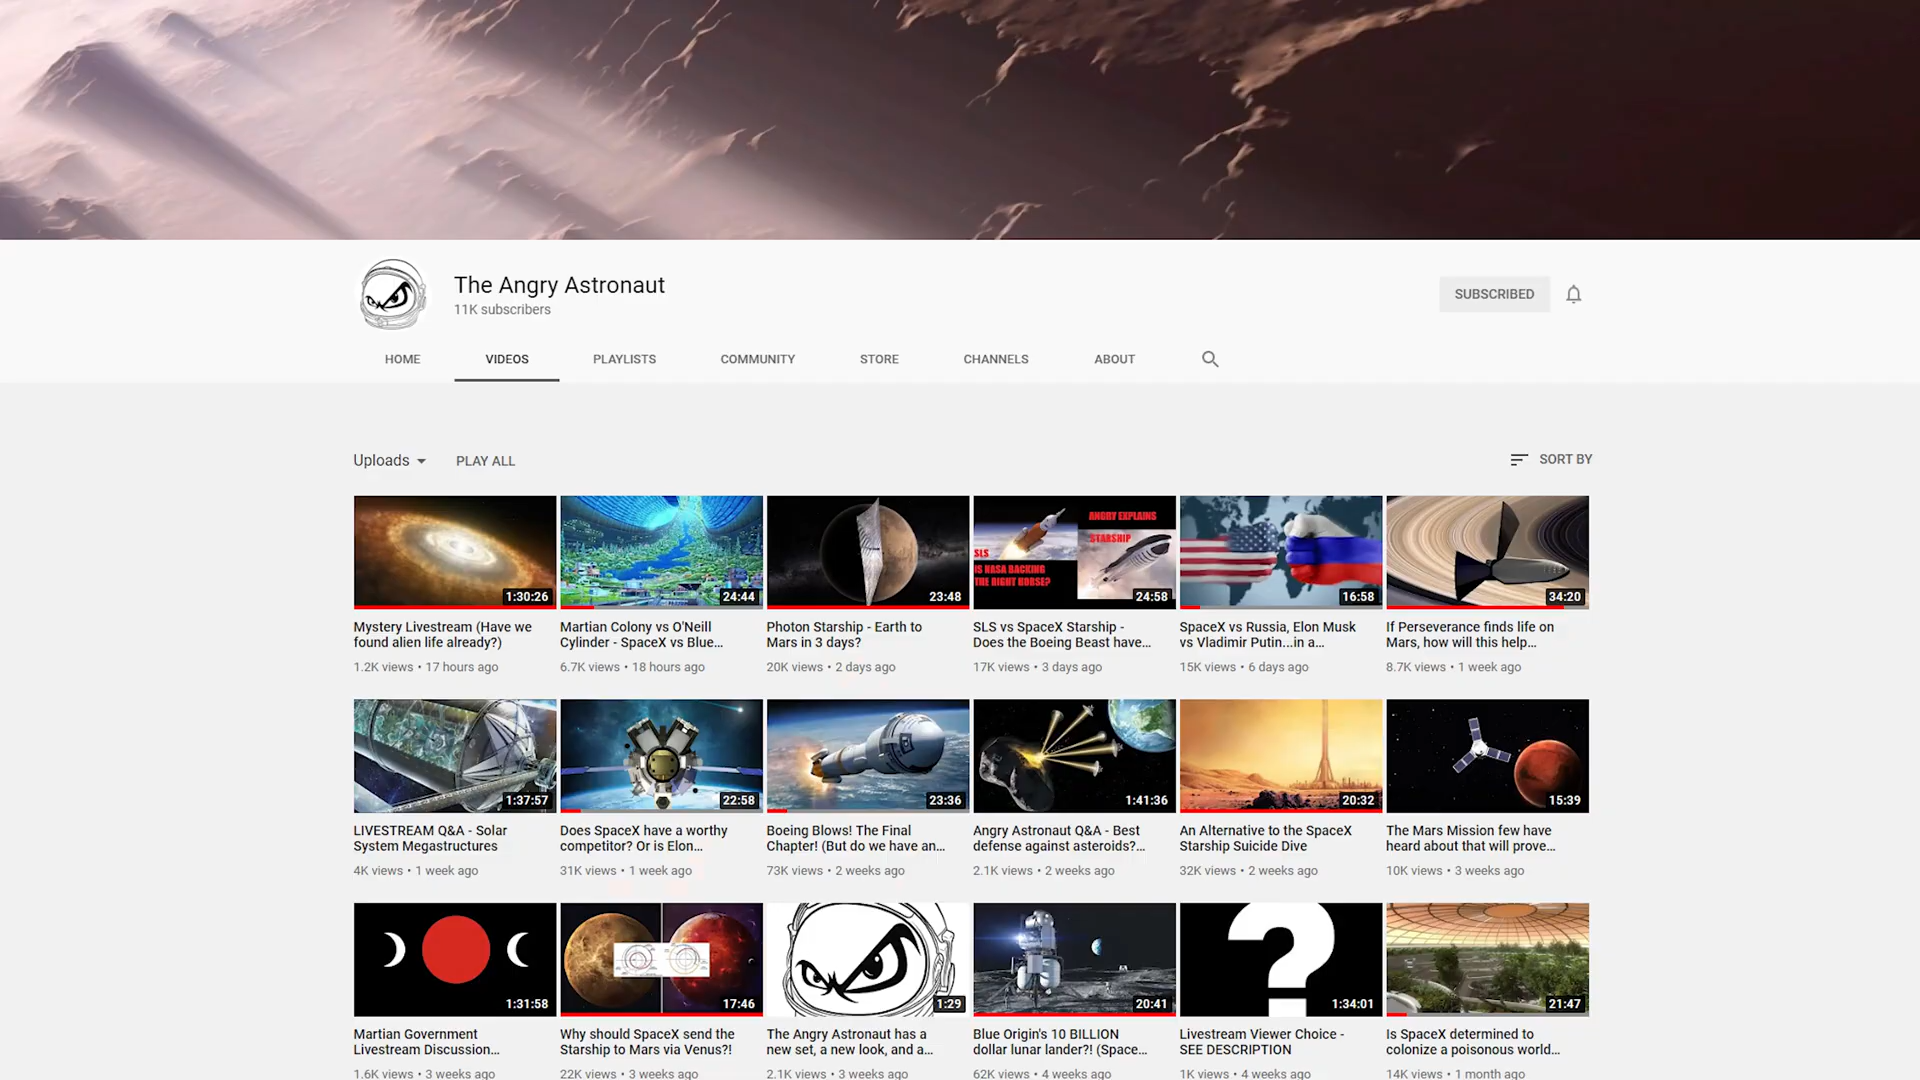 The Angry Astronaut
11K subscribers
SUBSCRIBED
HOME
VIDEOS
PLAYLISTS
COMMUNITY
STORE
CHANNELS
ABOUT
Uploads
PLAY ALL
SORT BY
1:30:26
Mystery Livestream (Have we
found alien life already?)
1.2K views • 17 hours ago
24:44
Martian Colony vs O'Neill
Cylinder - SpaceX vs Blue...
6.7K views • 18 hours ago
23:48
Photon Starship - Earth to
Mars in 3 days?
20K views • 2 days ago
ANGRY EXPLAINS
STARSHIP
SLS
IS NASA BACKING
THE RIGHT HORSE?
24:58
SLS vs SpaceX Starship -
Does the Boeing Beast have...
17K views • 3 days ago
16:58
SpaceX vs Russia, Elon Musk
vs Vladimir Putin...in a...
15K views • 6 days ago
34:20
If Perseverance finds life on
Mars, how will this help...
8.7K views • 1 week ago
1:37:57
LIVESTREAM Q&A - Solar
System Megastructures
4K views • 1 week ago
22:58
Does SpaceX have a worthy
competitor? Or is Elon...
31K views • 1 week ago
23:36
Boeing Blows! The Final
Chapter! (But do we have an...
73K views • 2 weeks ago
1:41:36
Angry Astronaut Q&A - Best
defense against asteroids?...
2.1K views • 2 weeks ago
20:32
An Alternative to the SpaceX
Starship Suicide Dive
32K views • 2 weeks ago
15:39
The Mars Mission few have
heard about that will prove...
10K views • 3 weeks ago
1:31:58
Martian Government
Livestream Discussion...
1.6K views • 3 weeks ago
17:46
Why should SpaceX send the
Starship to Mars via Venus?!
22K views • 3 weeks ago
1:29
The Angry Astronaut has a
new set, a new look, and a...
2.1K views • 3 weeks ago
20:41
Blue Origin's 10 BILLION
dollar lunar lander?! (Space...
62K views • 4 weeks ago
?
1:34:01
Livestream Viewer Choice -
SEE DESCRIPTION
1K views • 4 weeks ago
21:47
Is SpaceX determined to
colonize a poisonous world...
14K views • 1 month ago